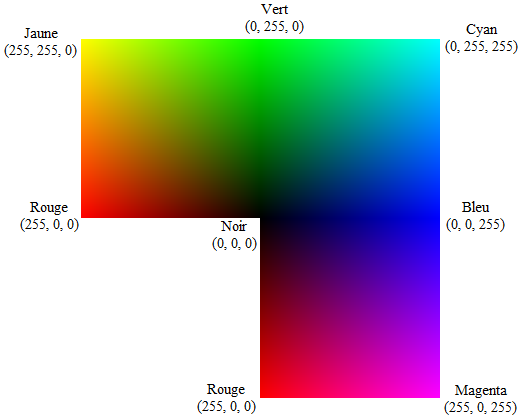 Vert
(0, 255, 0)
Jaune
(255, 255, 0)
Cyan
(0, 255, 255)
Rouge
(255, 0, 0)
Noir
(0, 0, 0)
Bleu
(0, 0, 255)
Rouge
(255, 0, 0)
Magenta
(255, 0, 255)